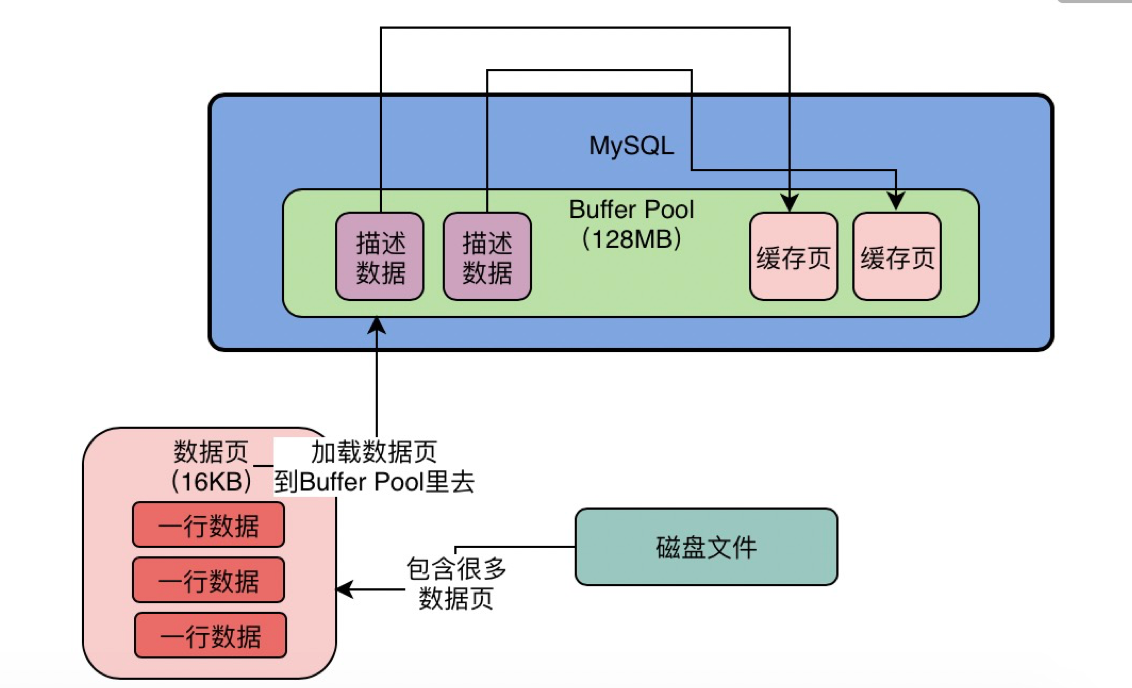 MySQL
Buffer Pool
（128MB）
描述
数据
描述
数据
缓存页
缓存页
数据页
（16KB）
加载数据页
到Buffer Pool里去
一行数据
一行数据
一行数据
包含很多
数据页
磁盘文件